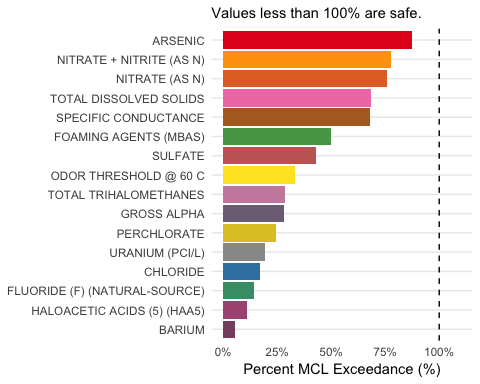 Values less than 100% are safe.
ARSENIC
NITRATE + NITRITE (AS N)
NITRATE (AS N)
TOTAL DISSOLVED SOLIDS
SPECIFIC CONDUCTANCE
FOAMING AGENTS (MBAS)
SULFATE
ODOR THRESHOLD @ 60 C
TOTAL TRIHALOMETHANES
GROSS ALPHA
PERCHLORATE
URANIUM (PCI/L)
CHLORIDE
FLUORIDE (F) (NATURAL-SOURCE)
HALOACETIC ACIDS (5) (HAA5)
BARIUM
0% 25% 50% 75% 100%
Percent MCL Exceedance (%)